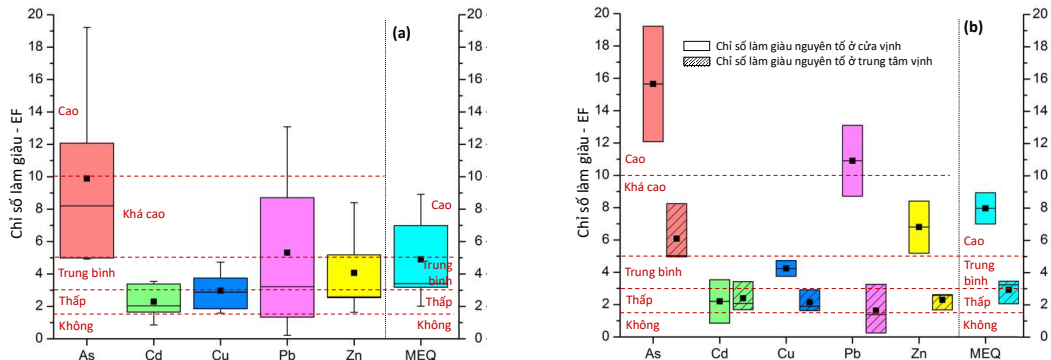 20
18
16
14
12
10
8
6
4
2
0
Chỉ số làm giàu - EF
(a)
Cao
Khá cao
Trung bình
Thấp
Không
Cao
Trung
bình
Thấp
Không
20
18
16
14
12
10
8
6
4
2
0
As Cd Cu Pb Zn MEQ
20
18
16
14
12
10
8
6
4
2
0
Chỉ số làm giàu - EF
(b)
Chỉ số làm giàu nguyên tố ở cửa vịnh
Chỉ số làm giàu nguyên tố ở trung tâm vịnh
Cao
Khá cao
Trung bình
Thấp
Không
Cao
Trung
bình
Thấp
Không
20
18
16
14
12
10
8
6
4
2
0
As Cd Cu Pb Zn MEQ